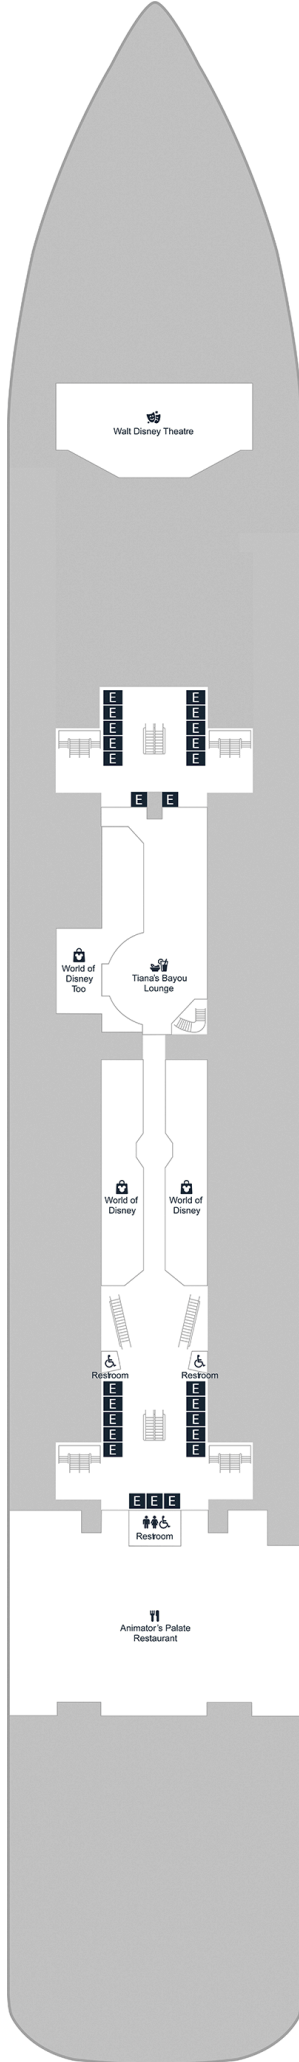 Walt Disney Theatre
E E
E E
E E
E E
E E
E E
World of
Disney
Too
Tiana's Bayou
Lounge
World of
Disney
World of
Disney
Restroom
Restroom
E E
E E
E E
E E
E E
E E E
Restroom
Animator's Palate
Restaurant